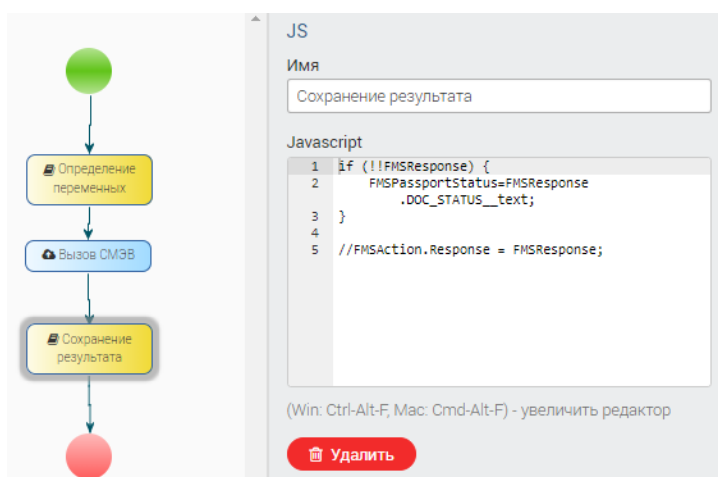 Определение
переменных
Вызов СМЭВ
Сохранение
результата
JS
Имя
Сохранение результата
Javascript
1 if (!!FMSResponse) {
2 FMSPassportStatus=FMSResponse
.DOC_STATUS__text;
3 }
4
5 //FMSAction.Response = FMSResponse;
(Win: Ctrl-Alt-F, Mac: Cmd-Alt-F) - увеличить редактор
Удалить